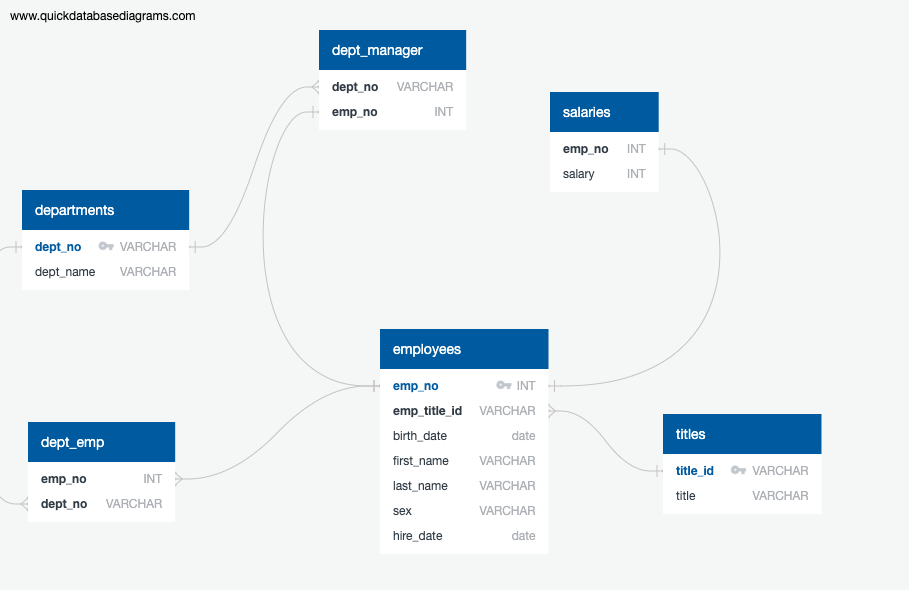 www.quickdatabasediagrams.com
dept_manager
dept_no VARCHAR
emp_no INT
salaries
emp_no INT
salary INT
departments
dept_no VARCHAR
dept_name VARCHAR
employees
emp_no INT
emp_title_id VARCHAR
birth_date date
first_name VARCHAR
last_name VARCHAR
sex VARCHAR
hire_date date
dept_emp
emp_no INT
dept_no VARCHAR
titles
title_id VARCHAR
title VARCHAR